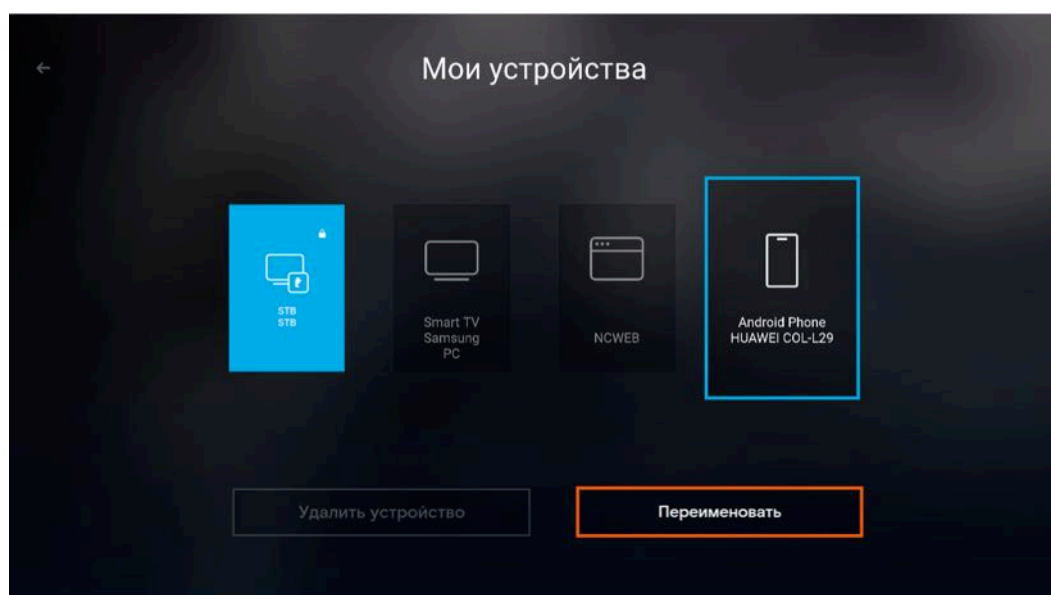 Мои устройства
STB
STB
Smart TV
Samsung
PC
NCWEB
Android Phone
HUAWEI COL-L29
Удалить устройство
Переименовать